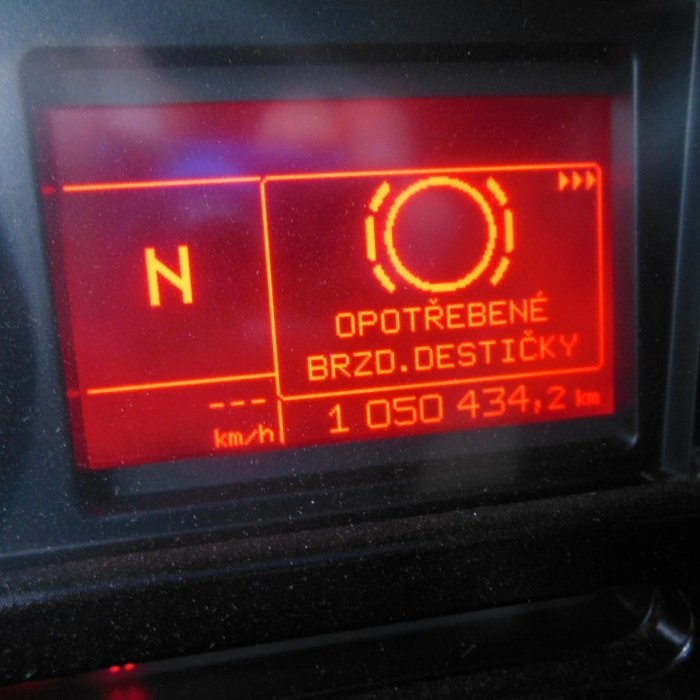 N
OPOTŘEBENÉ
BRZD.DESTIČKY
--- 1 050 434,2 km
km/h